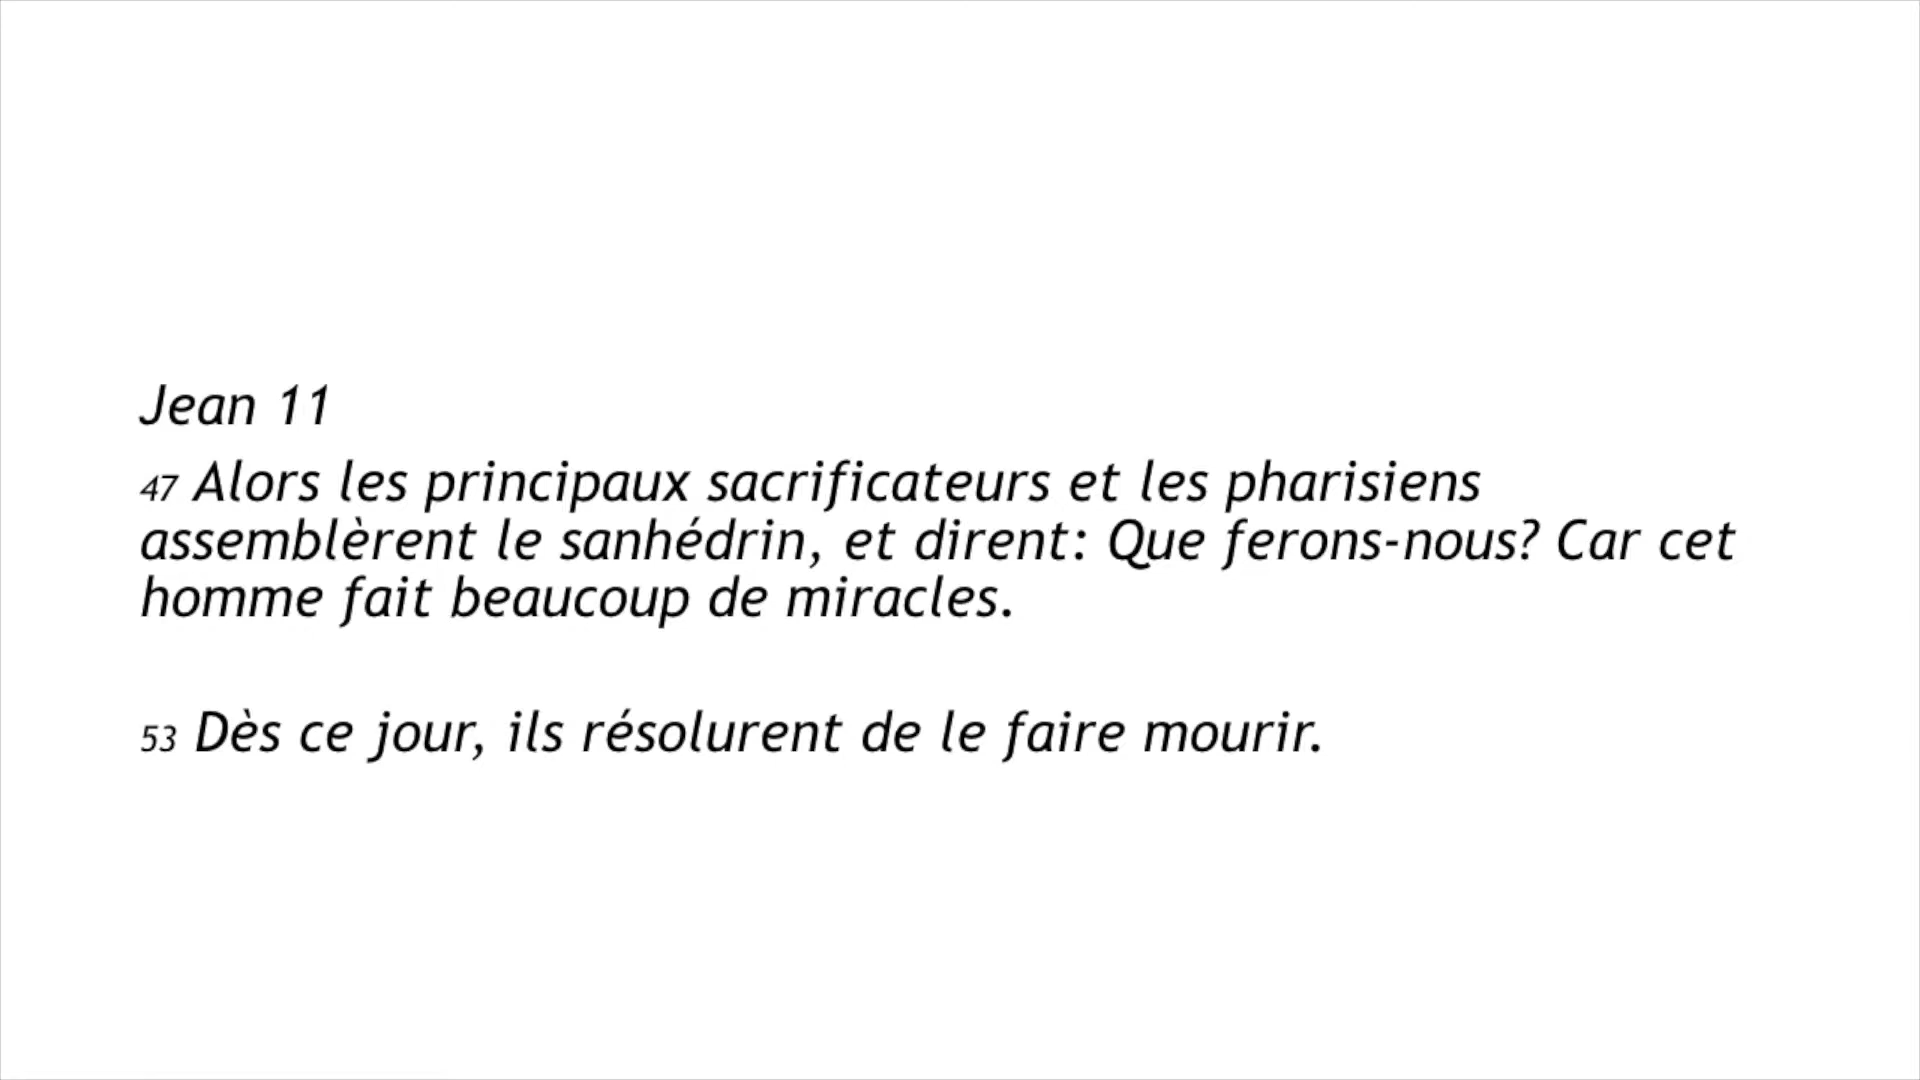 Jean 11
47 Alors les principaux sacrificateurs et les pharisiens
assemblèrent le sanhédrin, et dirent: Que ferons-nous? Car cet
homme fait beaucoup de miracles.
53 Dès ce jour, ils résolurent de le faire mourir.